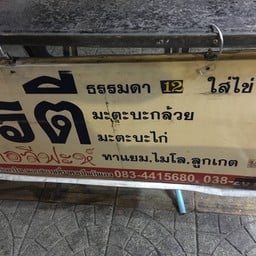 ธรรมดา 12 ใส่ไข่
รตี
มะตะบะกล้วย
มะตะบะไก่
ทาแยม,ไมโล,ลูกเกด
083-4415680, 038-